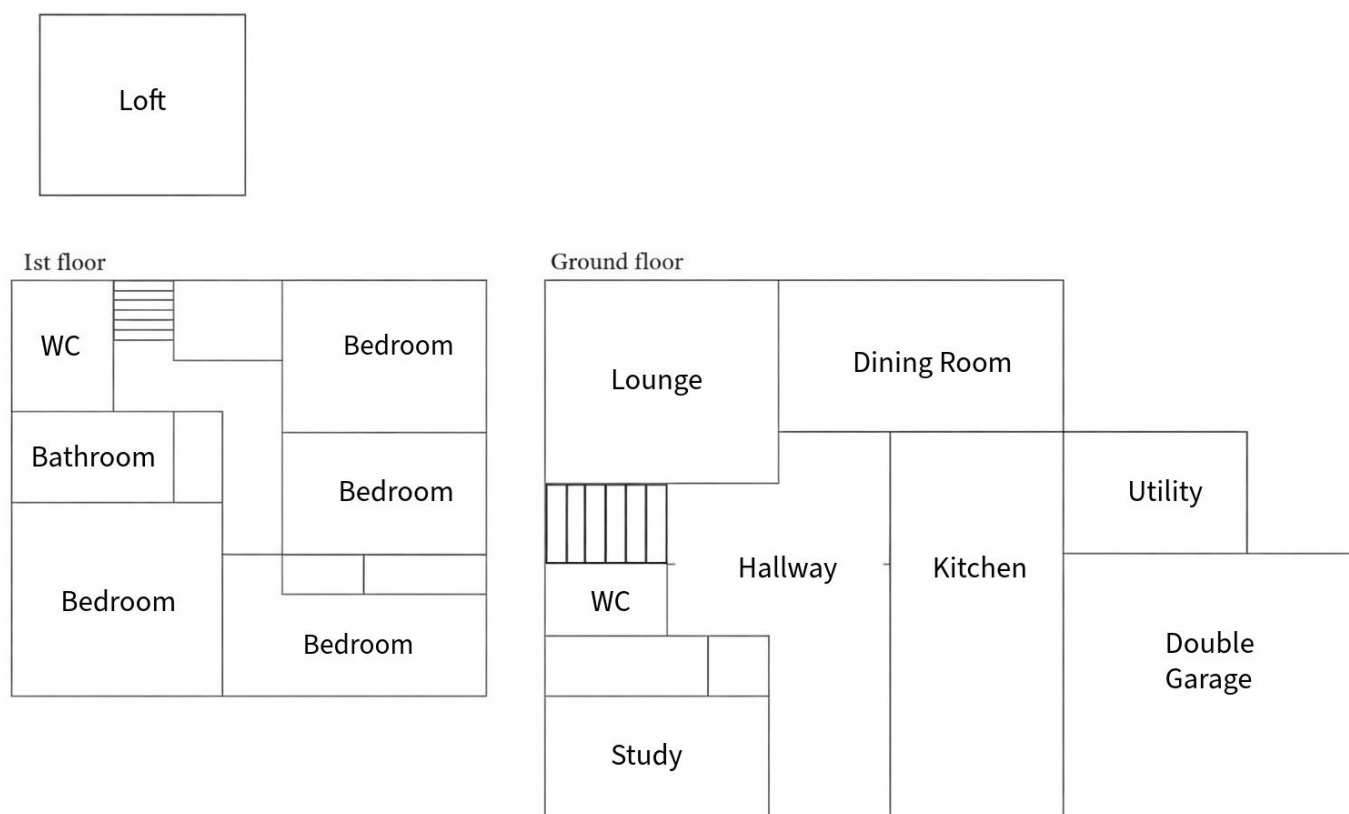 Loft
Ist floor
WC
Bedroom
Bathroom
Bedroom
Bedroom
Bedroom
Ground floor
Lounge
Dining Room
Utility
Hallway
Kitchen
WC
Double
Garage
Study